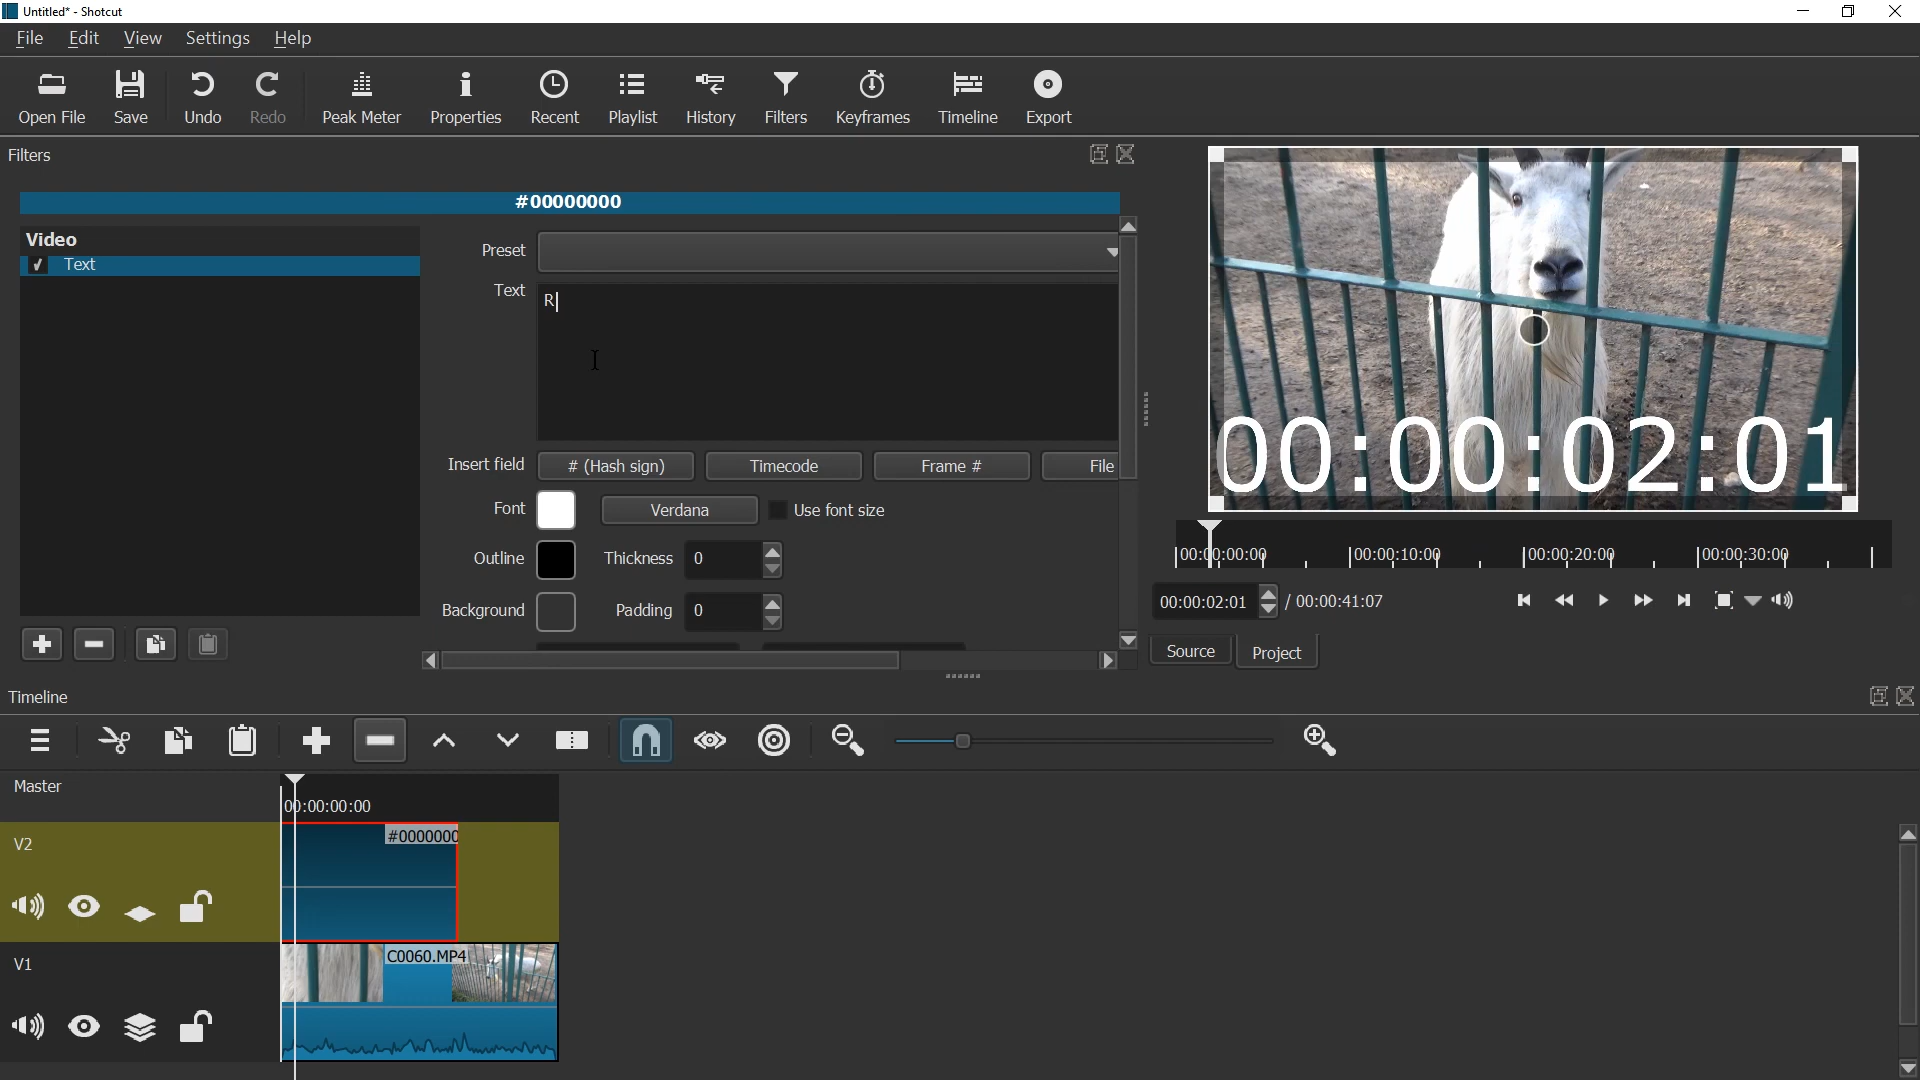 Untitled* - Shotcut
File Edit View Settings Help
Open File Save Undo Redo Peak Meter Properties Recent Playlist History Filters Keyframes Timeline Export
Filters
#00000000
Video
Text
Preset
Text R
Insert field # (Hash sign) Timecode Frame # File
Font Verdana Use font size
Outline Thickness 0
Background Padding 0
00:00:02:01
00:00:00:00 00:00:10:00 00:00:20:00 00:00:30:00
00:00:02:01 / 00:00:41:07
Source Project
Timeline
Master
00:00:00:00
V2
#0000000
V1
C0060.MP4